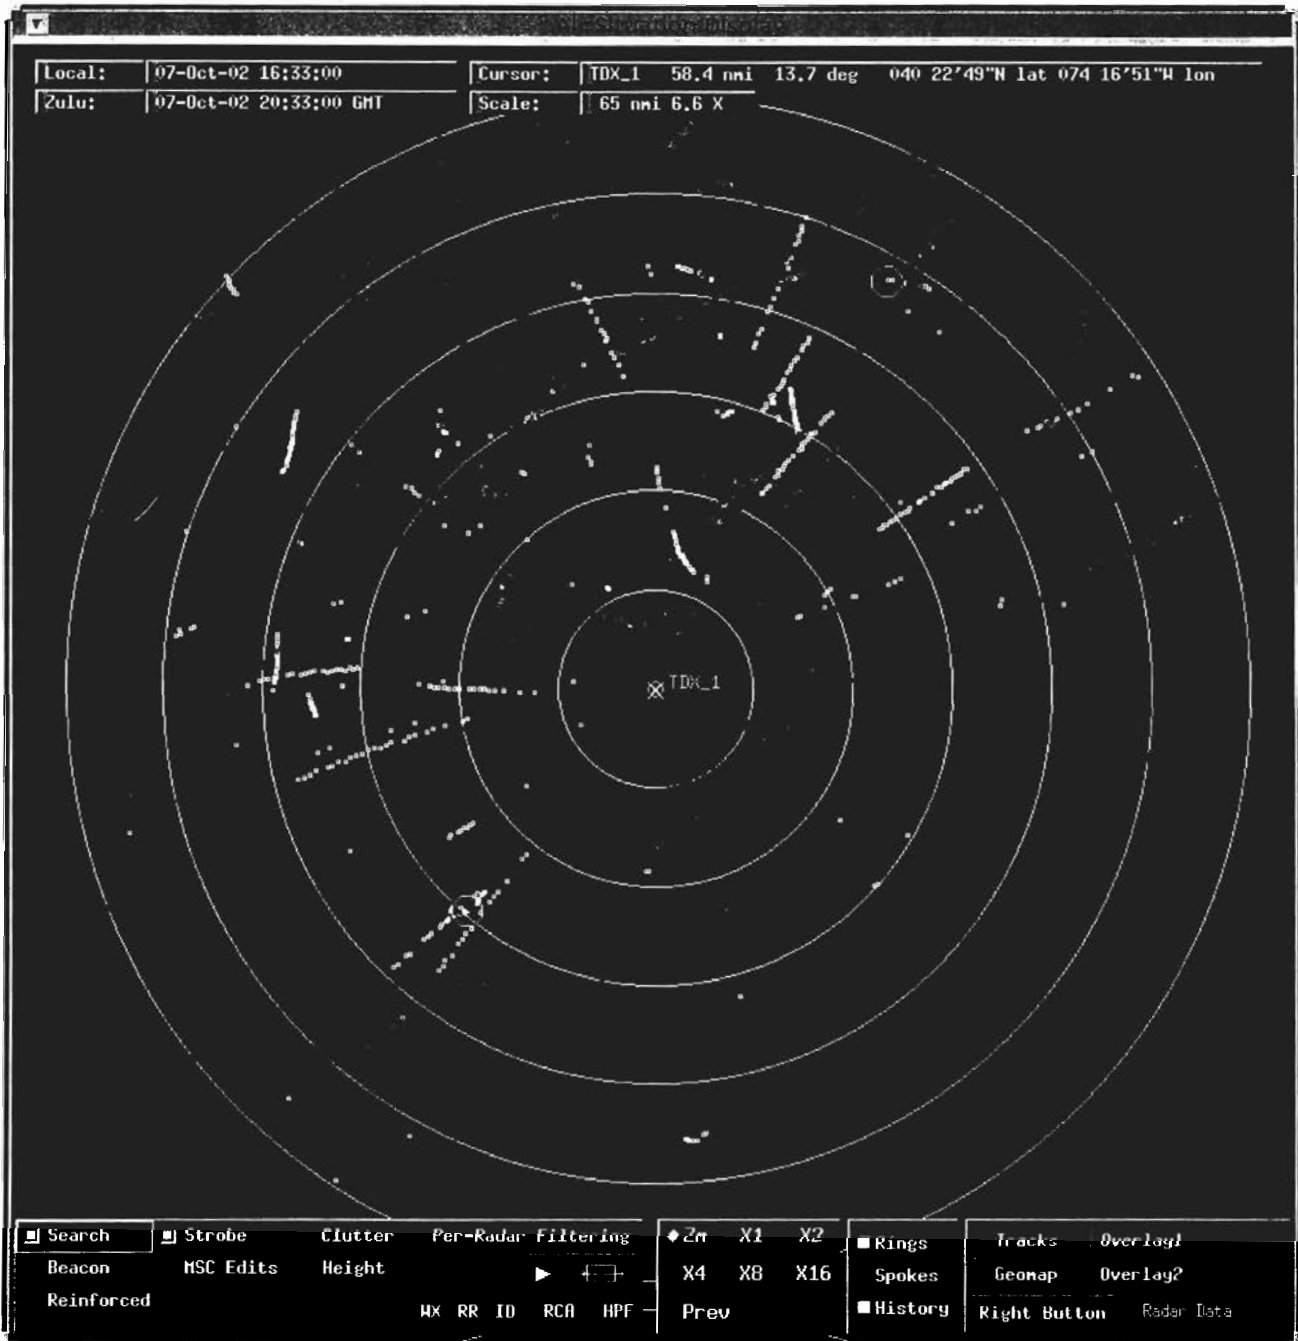 Local: 07-Oct-02 16:33:00 Cursor: TDX_1 58.4 nmi 13.7 deg 040 22'49"N lat 074 16'51"W lon
Zulu: 07-Oct-02 20:33:00 GMT Scale: 65 nmi 6.6 X
TDX_1
Search Strobe Clutter Per-Radar Filtering Zm X1 X2 Rings Tracks Overlay1
Beacon MSC Edits Height X4 X8 X16 Spokes Geomap Overlay2
Reinforced WX RR ID RCA HPF Prev History Right Button Radar Data